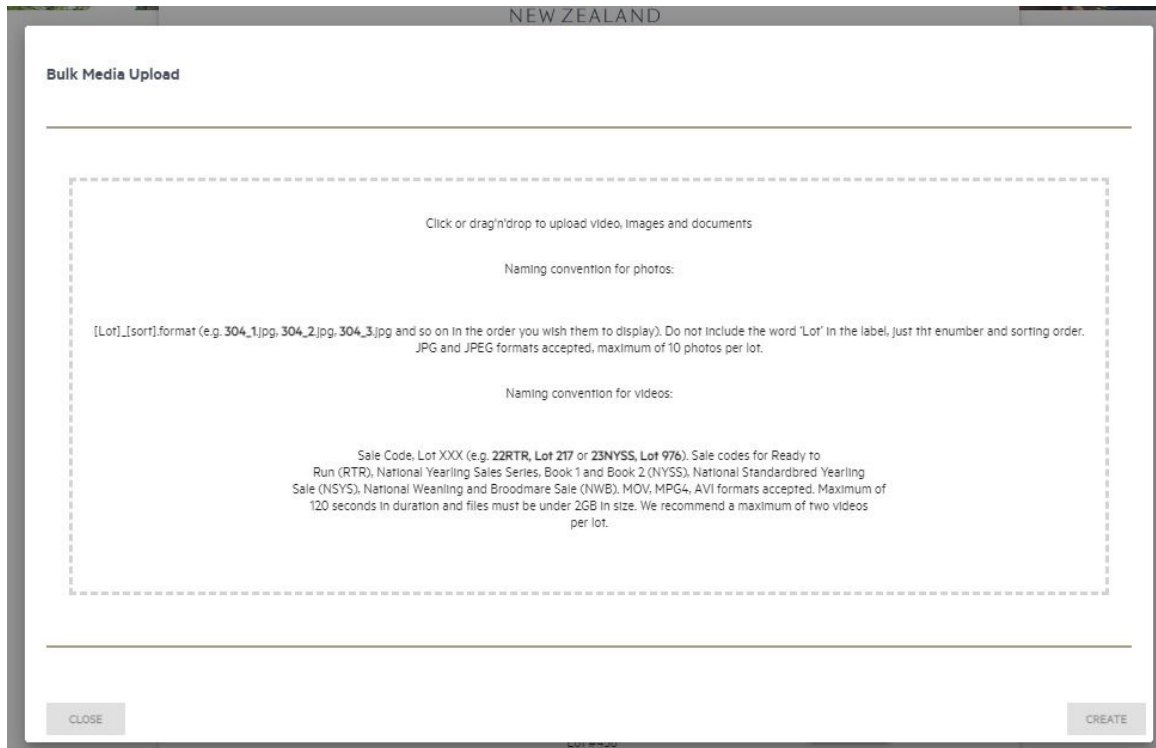 NEW ZEALAND
Bulk Media Upload
Click or drag'n'drop to upload video, images and documents
Naming convention for photos:
[Lot]_[sort].format (e.g. 304_1.jpg, 304_2.jpg, 304_3.jpg and so on in the order you wish them to display). Do not include the word 'Lot' in the label, just tht enumber and sorting order.
JPG and JPEG formats accepted, maximum of 10 photos per lot.
Naming convention for videos:
Sale Code, Lot XXX (e.g. 22RTR, Lot 217 or 23NYSS, Lot 976). Sale codes for Ready to
Run (RTR), National Yearling Sales Series, Book 1 and Book 2 (NYSS), National Standardbred Yearling
Sale (NSYS), National Weanling and Broodmare Sale (NWB). MOV, MPG4, AVI formats accepted. Maximum of
120 seconds in duration and files must be under 2GB in size. We recommend a maximum of two videos
per lot.
CLOSE
CREATE